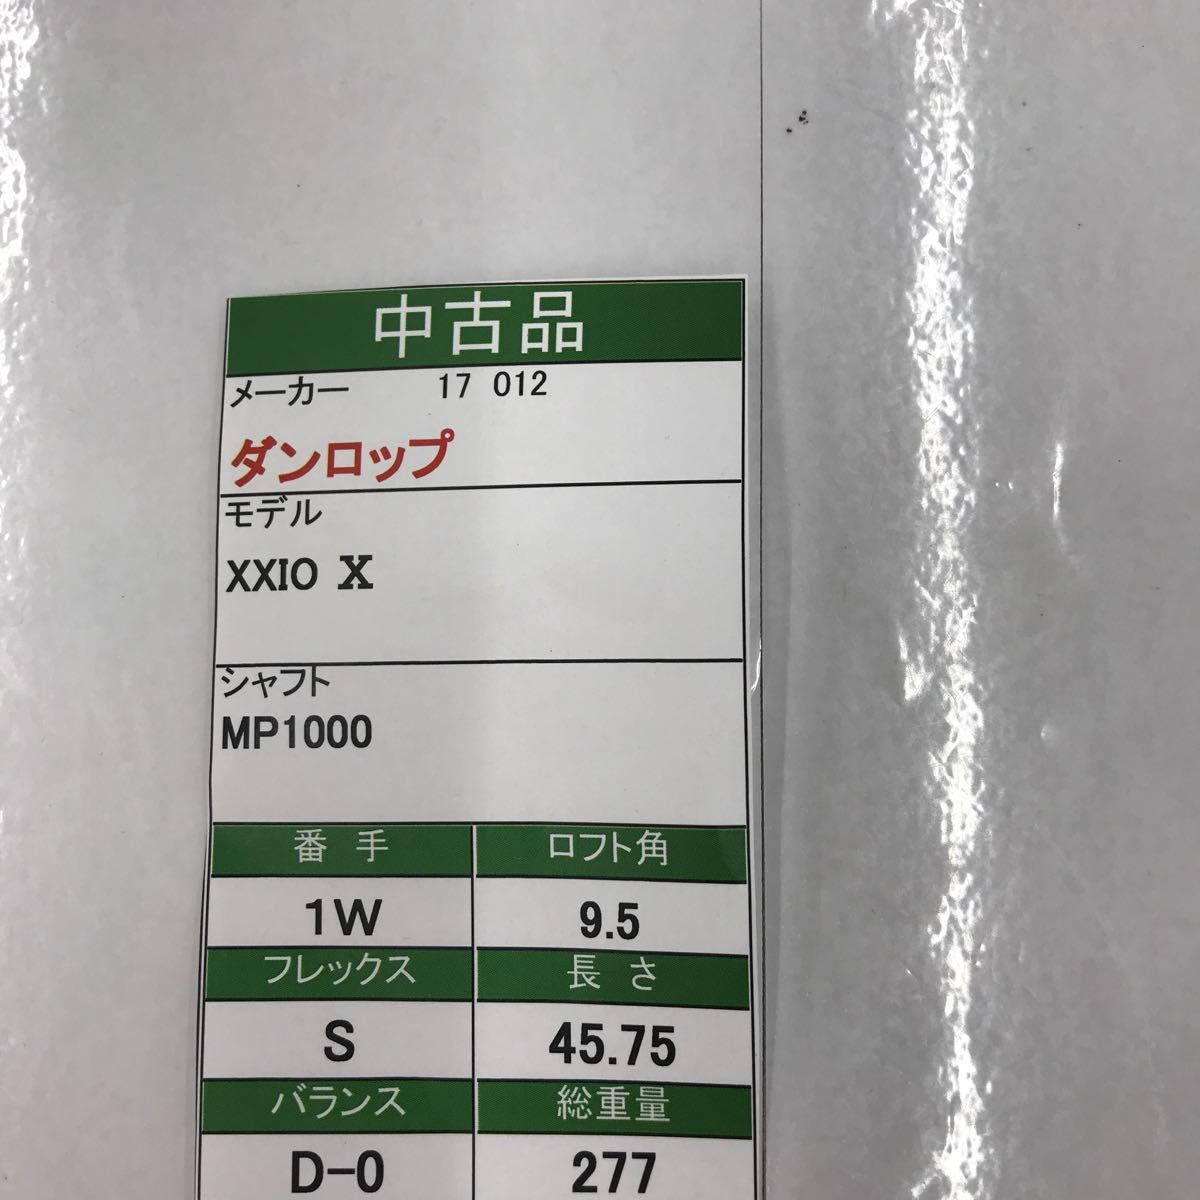 中古品
メーカー 17 012
ダンロップ
モデル
XXIO X
シャフト
MP1000
番手 ロフト角
1W 9.5
フレックス 長さ
S 45.75
バランス 総重量
D-0 277